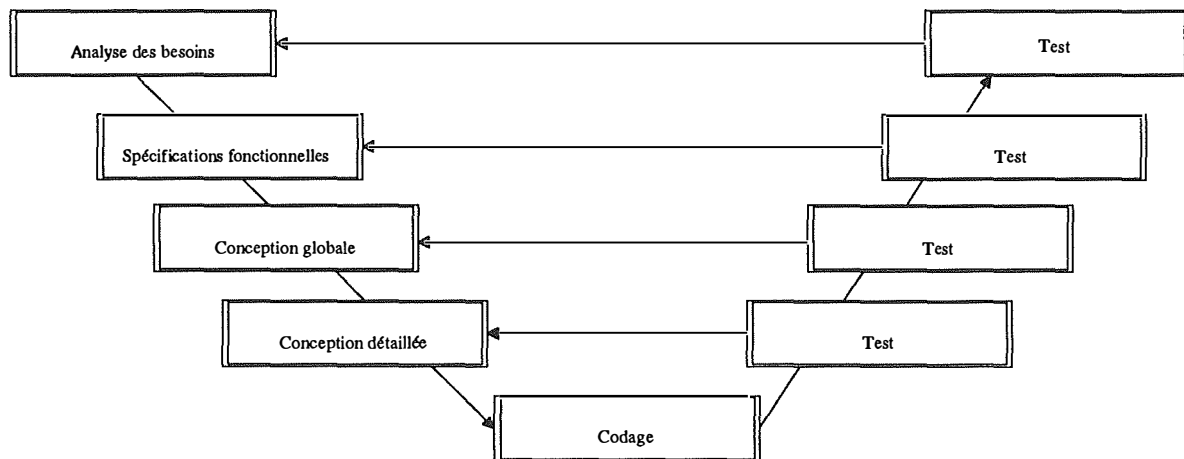 Analyse des besoins
Test
Spécifications fonctionnelles
Test
Conception globale
Test
Conception détaillée
Test
Codage